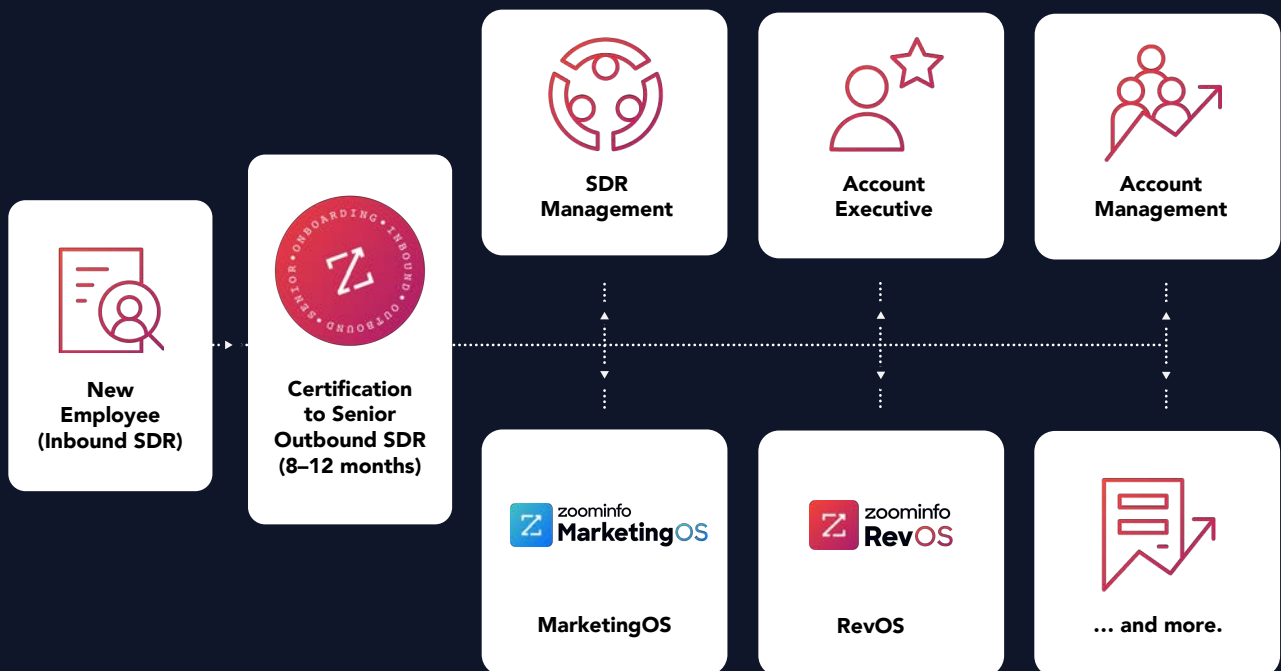 New
Employee
(Inbound SDR)
SENIOR • ONBOARDING • INBOUND • OUTBOUND •
Certification
to Senior
Outbound SDR
(8–12 months)
SDR
Management
Account
Executive
Account
Management
zoominfo
MarketingOS
MarketingOS
zoominfo
RevOS
RevOS
... and more.